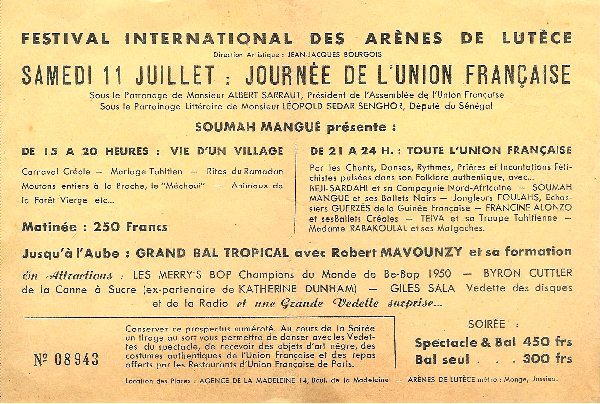 FESTIVAL INTERNATIONAL DES ARÈNES DE LUTÈCE
Direction Artistique : JEAN-JACQUES BOURGOIS
SAMEDI 11 JUILLET : JOURNÉE DE L'UNION FRANÇAISE
Sous le Patronage de Monsieur ALBERT SARRAUT, Président de l'Assemblée de l'Union Française
Sous le Parrainage Littéraire de Monsieur LÉOPOLD SEDAR SENGHOR, Député du Sénégal
SOUMAH MANGUÉ présente :
DE 15 A 20 HEURES : VIE D'UN VILLAGE
Carnaval Créole — Mariage Tahitien — Rites du Ramadan
Moutons entiers à la Broche, le "Méchoui" Animaux de
la Forêt Vierge etc...
Matinée : 250 Francs
DE 21 A 24 H. : TOUTE L'UNION FRANÇAISE
Par les Chants, Danses, Rythmes, Prières et Incantations Féti-
chistes puisées dans son Folklore authentique, avec...
BEJI-SARDAHI et sa Compagnie Nord-Africaine — SOUMAH
MANGUE et ses Ballets Noirs — Jongleurs FOULAHS, Echas-
siers GUERZÉS de la Guinée Française — FRANCINE ALONZO
et ses Ballets Créoles — TEIVA et sa Troupe Tahitienne —
Madame RABAKOULAL et ses Malgaches.
Jusqu'à l'Aube : GRAND BAL TROPICAL avec Robert MAVOUNZY et sa formation
En Attractions : LES MERRY'S BOP Champions du Monde de Be-Bop 1950 — BYRON CUTTLER
de la Canne à Sucre (ex-partenaire de KATHERINE DUNHAM) — GILES SALA Vedette des disques
et de la Radio et une Grande Vedette surprise...
Nº 08943
Conservez ce prospectus numéroté. Au cours de la Soirée
un tirage au sort vous permettra de danser avec les Vedet-
tes du spectacle, de recevoir des objets d'art nègre, des
costumes authentiques de l'Union Française et des repas
offerts par les Restaurants d'Union Française de Paris.
SOIRÉE :
Spectacle & Bal 450 frs
Bal seul . . . 300 frs
Location des Places : AGENCE DE LA MADELEINE 14, Boul. de la Madeleine — ARÈNES DE LUTÈCE métro : Monge, Jussieu.